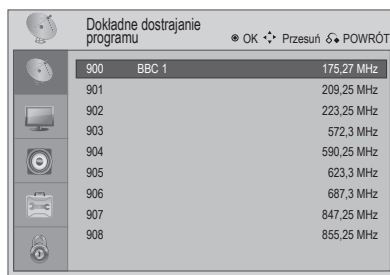 Dokładne dostrajanie
programu
OK Przesuń POWRÓT
900 BBC 1 175,27 MHz
901 209,25 MHz
902 223,25 MHz
903 572,3 MHz
904 590,25 MHz
905 623,3 MHz
906 687,3 MHz
907 847,25 MHz
908 855,25 MHz